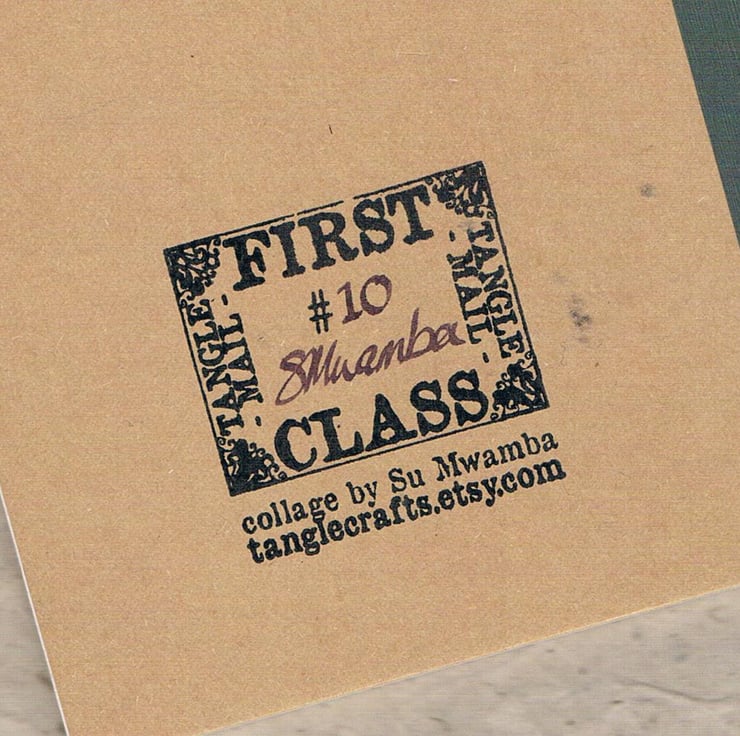 FIRST
TANGLE
-MAIL-
#10
SMwamba
TANGLE
-MAIL-
CLASS
collage by Su Mwamba
tanglecrafts.etsy.com